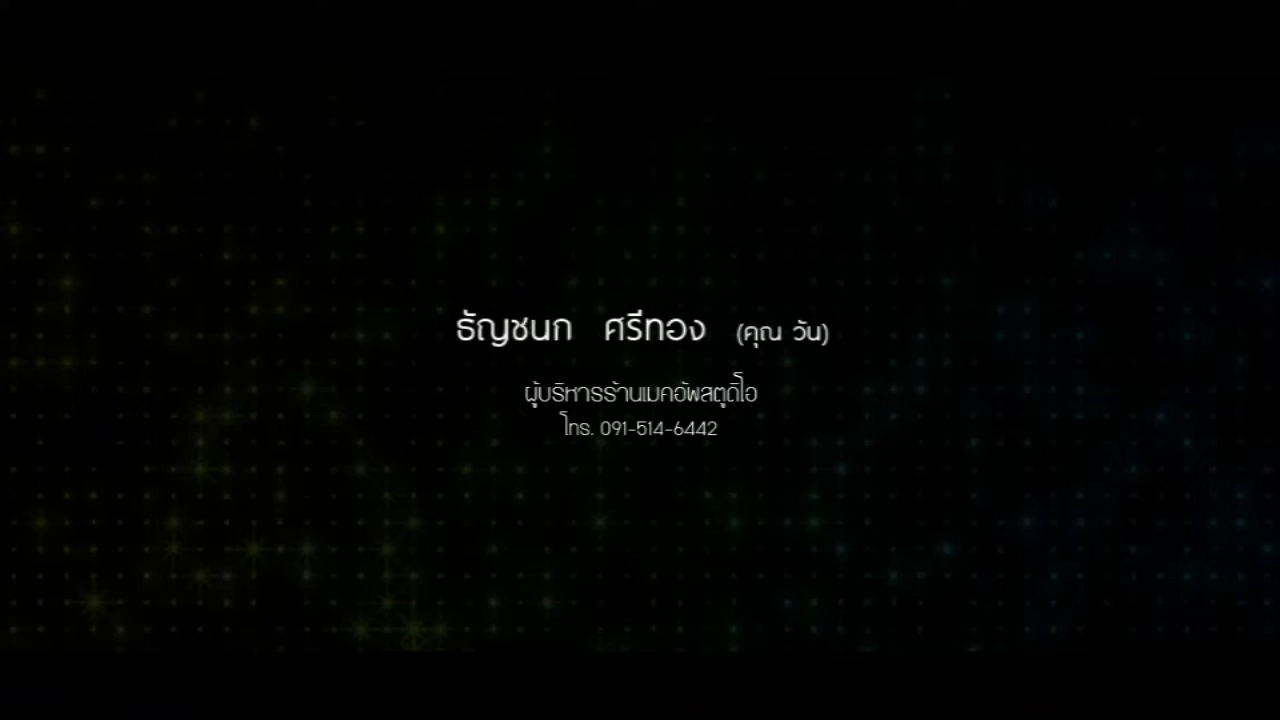 ธัญชนก ศรีทอง (คุณ วัน)
ผู้บริหารร้านเมคอัพสตูดิโอ
โทร. 091-514-6442